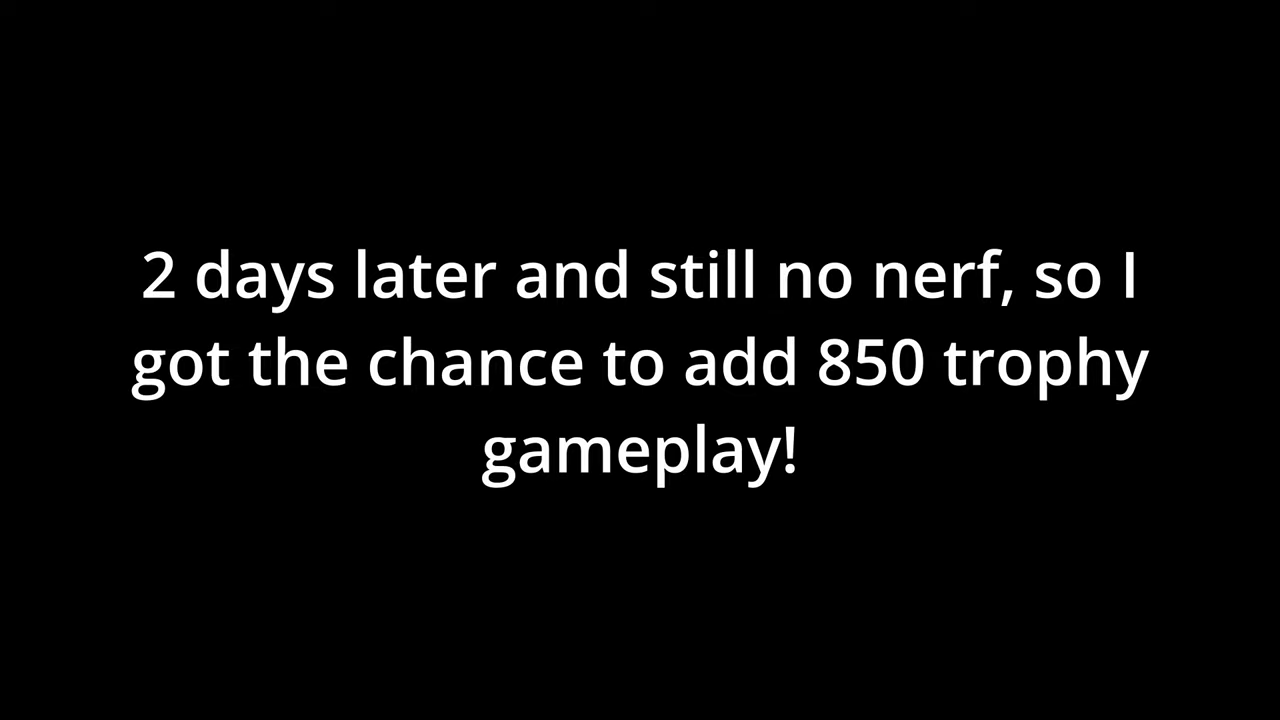 2 days later and still no nerf, so I
got the chance to add 850 trophy
gameplay!